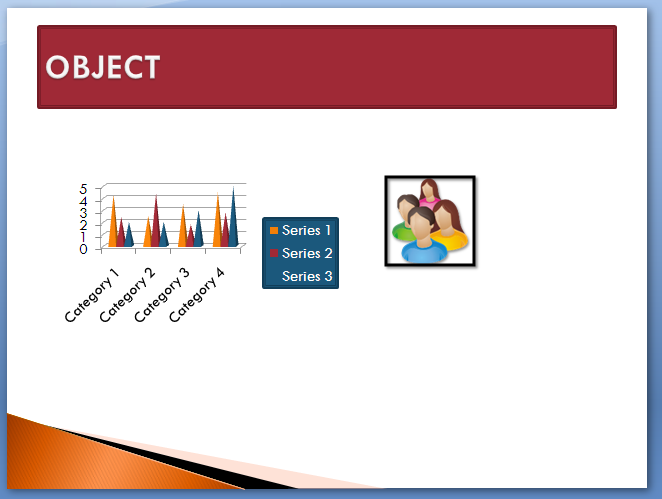 OBJECT
5
4
3
2
1
0
Category 1
Category 2
Category 3
Category 4
Series 1
Series 2
Series 3